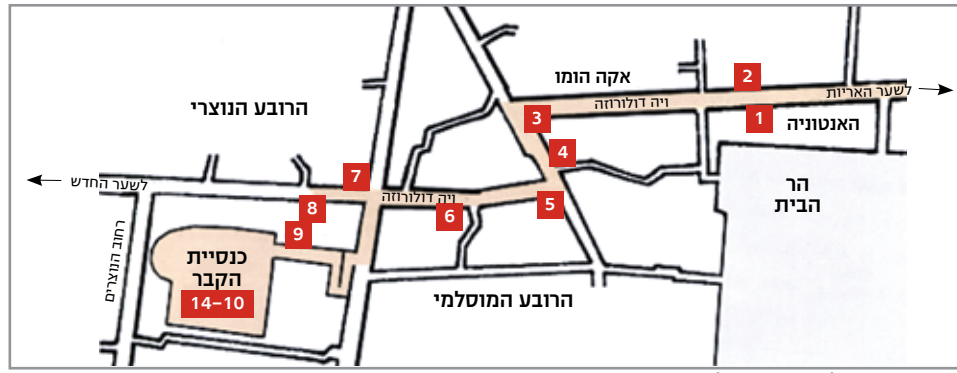 2
אקה הומו
לשער האריות
ויה דולורוזה
1
האנטוניה
3
הרובע הנוצרי
4
הר
הבית
7
לשער החדש
ויה דולורוזה
5
8
6
9
רחוב הנוצרים
כנסיית
הקבר
14–10
הרובע המוסלמי